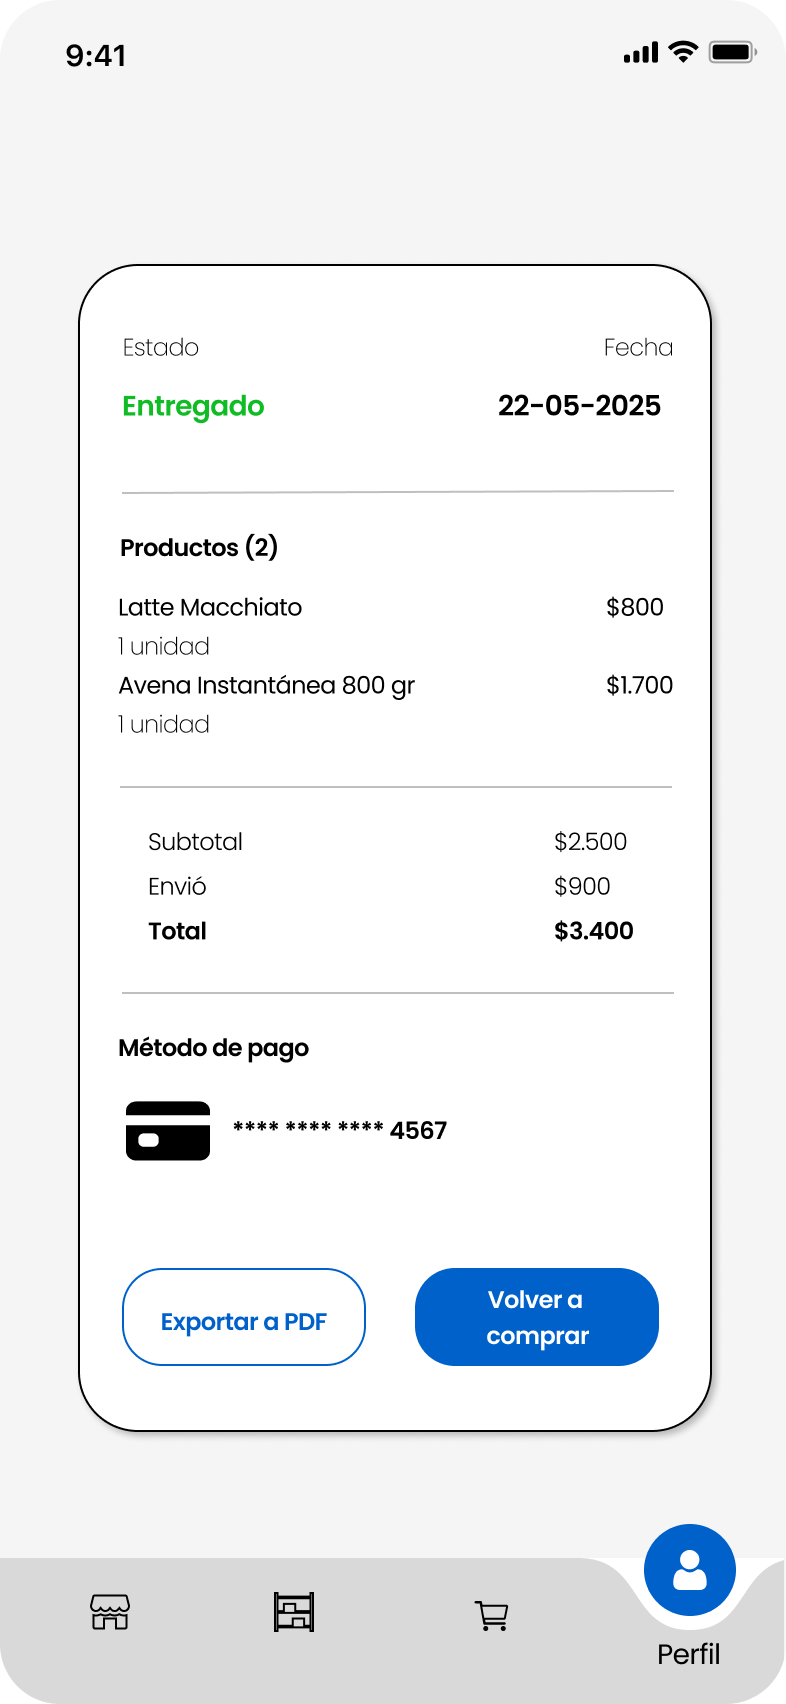 9:41
Estado Fecha
Entregado 22-05-2025
Productos (2)
Latte Macchiato $800
1 unidad
Avena Instantánea 800 gr $1.700
1 unidad
Subtotal $2.500
Envió $900
Total $3.400
Método de pago
**** **** **** 4567
Exportar a PDF
Volver a
comprar
Perfil